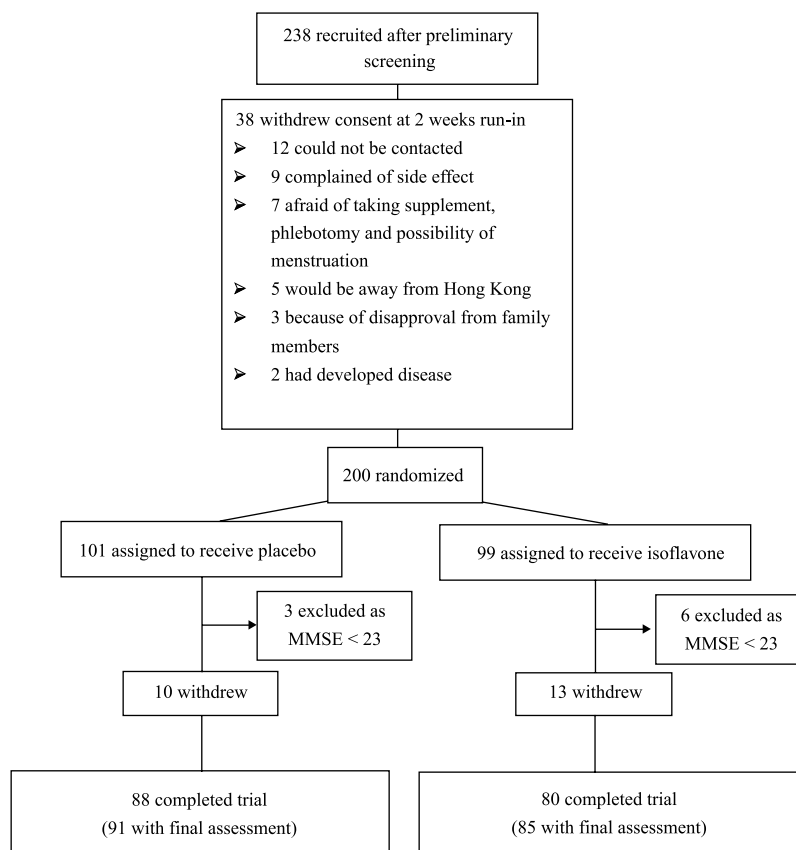 238 recruited after preliminary
screening
38 withdrew consent at 2 weeks run-in
➢ 12 could not be contacted
➢ 9 complained of side effect
➢ 7 afraid of taking supplement,
phlebotomy and possibility of
menstruation
➢ 5 would be away from Hong Kong
➢ 3 because of disapproval from family
members
➢ 2 had developed disease
200 randomized
101 assigned to receive placebo
99 assigned to receive isoflavone
3 excluded as
MMSE < 23
6 excluded as
MMSE < 23
10 withdrew
13 withdrew
88 completed trial
(91 with final assessment)
80 completed trial
(85 with final assessment)